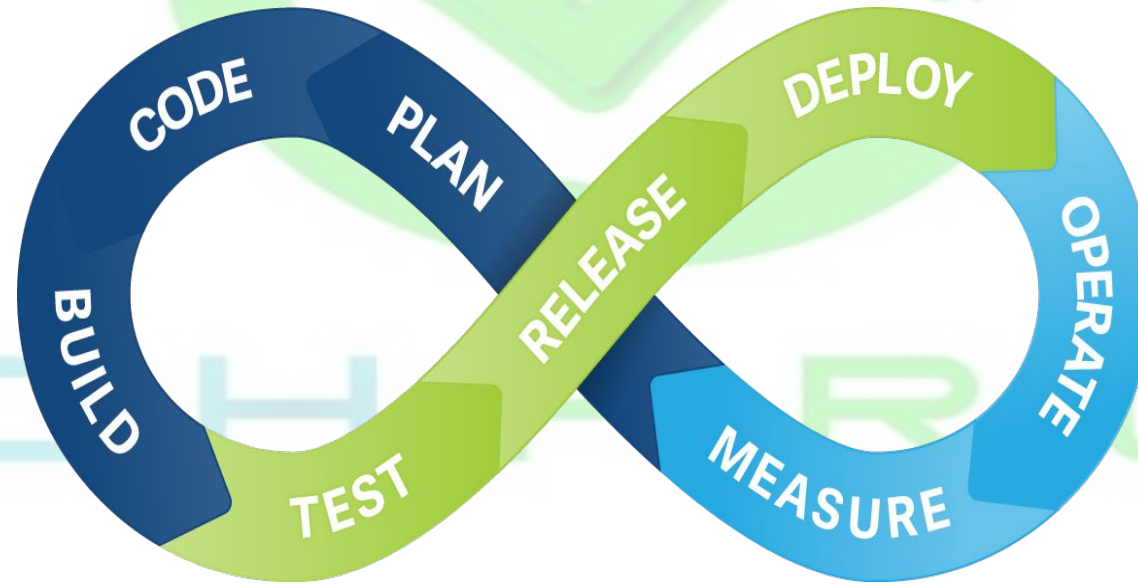 CODE
PLAN
DEPLOY
RELEASE
OPERATE
BUILD
TEST
MEASURE